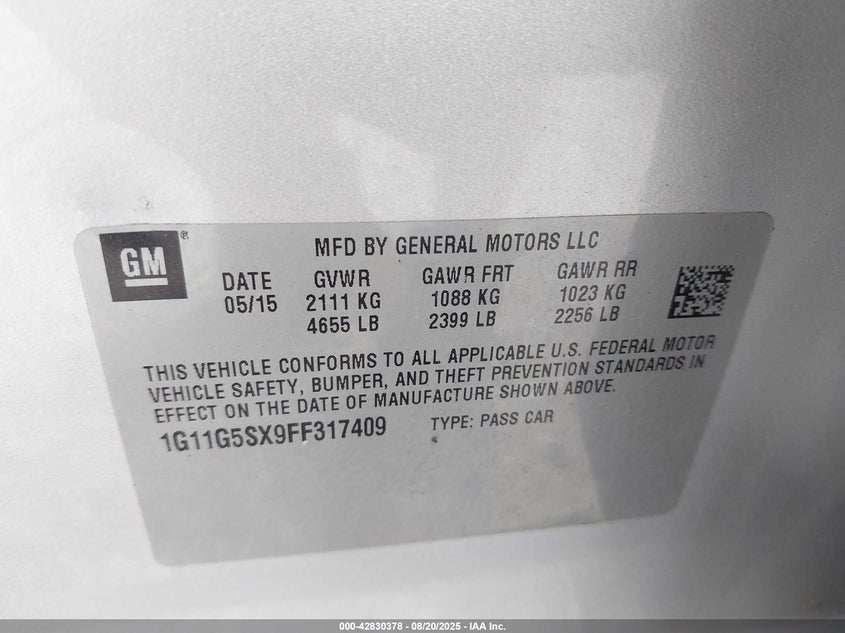 GM®
MFD BY GENERAL MOTORS LLC
DATE GVWR GAWR FRT GAWR RR
05/15 2111 KG 1088 KG 1023 KG
4655 LB 2399 LB 2256 LB
THIS VEHICLE CONFORMS TO ALL APPLICABLE U.S. FEDERAL MOTOR
VEHICLE SAFETY, BUMPER, AND THEFT PREVENTION STANDARDS IN
EFFECT ON THE DATE OF MANUFACTURE SHOWN ABOVE.
1G11G5SX9FF317409 TYPE: PASS CAR
000-42830378 - 08/20/2025 - IAA Inc.